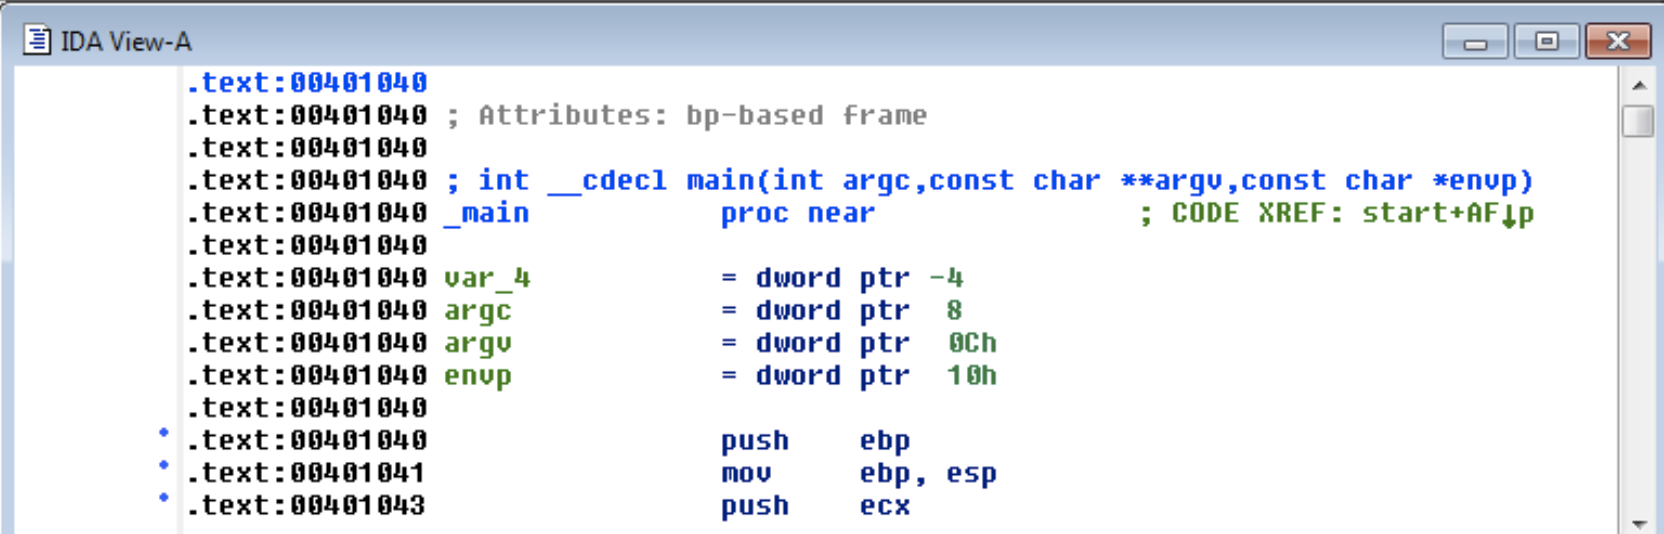 IDA View-A
.text:00401040
.text:00401040 ; Attributes: bp-based frame
.text:00401040
.text:00401040 ; int __cdecl main(int argc,const char **argv,const char *envp)
.text:00401040 _main proc near ; CODE XREF: start+AF↓p
.text:00401040
.text:00401040 var_4 = dword ptr -4
.text:00401040 argc = dword ptr 8
.text:00401040 argv = dword ptr 0Ch
.text:00401040 envp = dword ptr 10h
.text:00401040
.text:00401040 push ebp
.text:00401041 mov ebp, esp
.text:00401043 push ecx